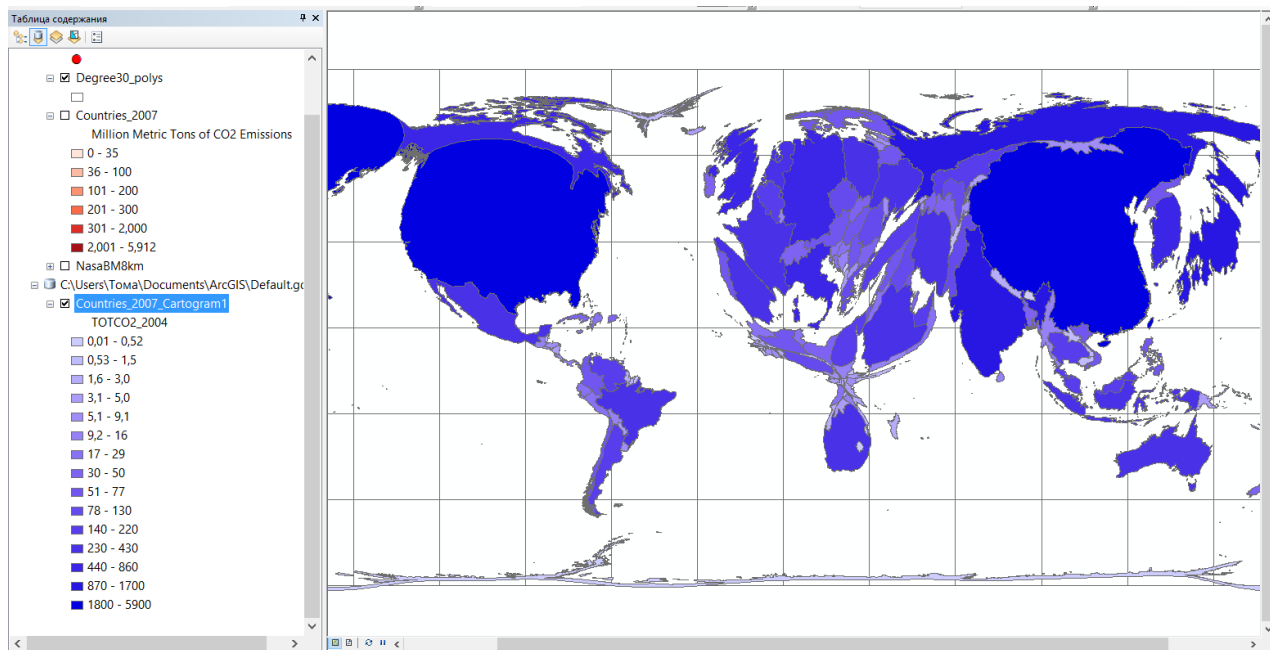 Таблица содержания
Degree30_polys
Countries_2007
Million Metric Tons of CO2 Emissions
0 - 35
36 - 100
101 - 200
201 - 300
301 - 2,000
2,001 - 5,912
NasaBM8km
C:\Users\Тома\Documents\ArcGIS\Default.gd
Countries_2007_Cartogram1
TOTCO2_2004
0,01 - 0,52
0,53 - 1,5
1,6 - 3,0
3,1 - 5,0
5,1 - 9,1
9,2 - 16
17 - 29
30 - 50
51 - 77
78 - 130
140 - 220
230 - 430
440 - 860
870 - 1700
1800 - 5900